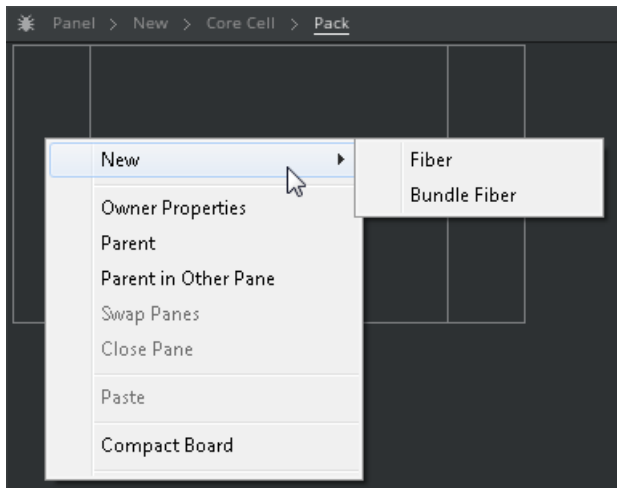 Panel > New > Core Cell > Pack
New
Fiber
Bundle Fiber
Owner Properties
Parent
Parent in Other Pane
Swap Panes
Close Pane
Paste
Compact Board